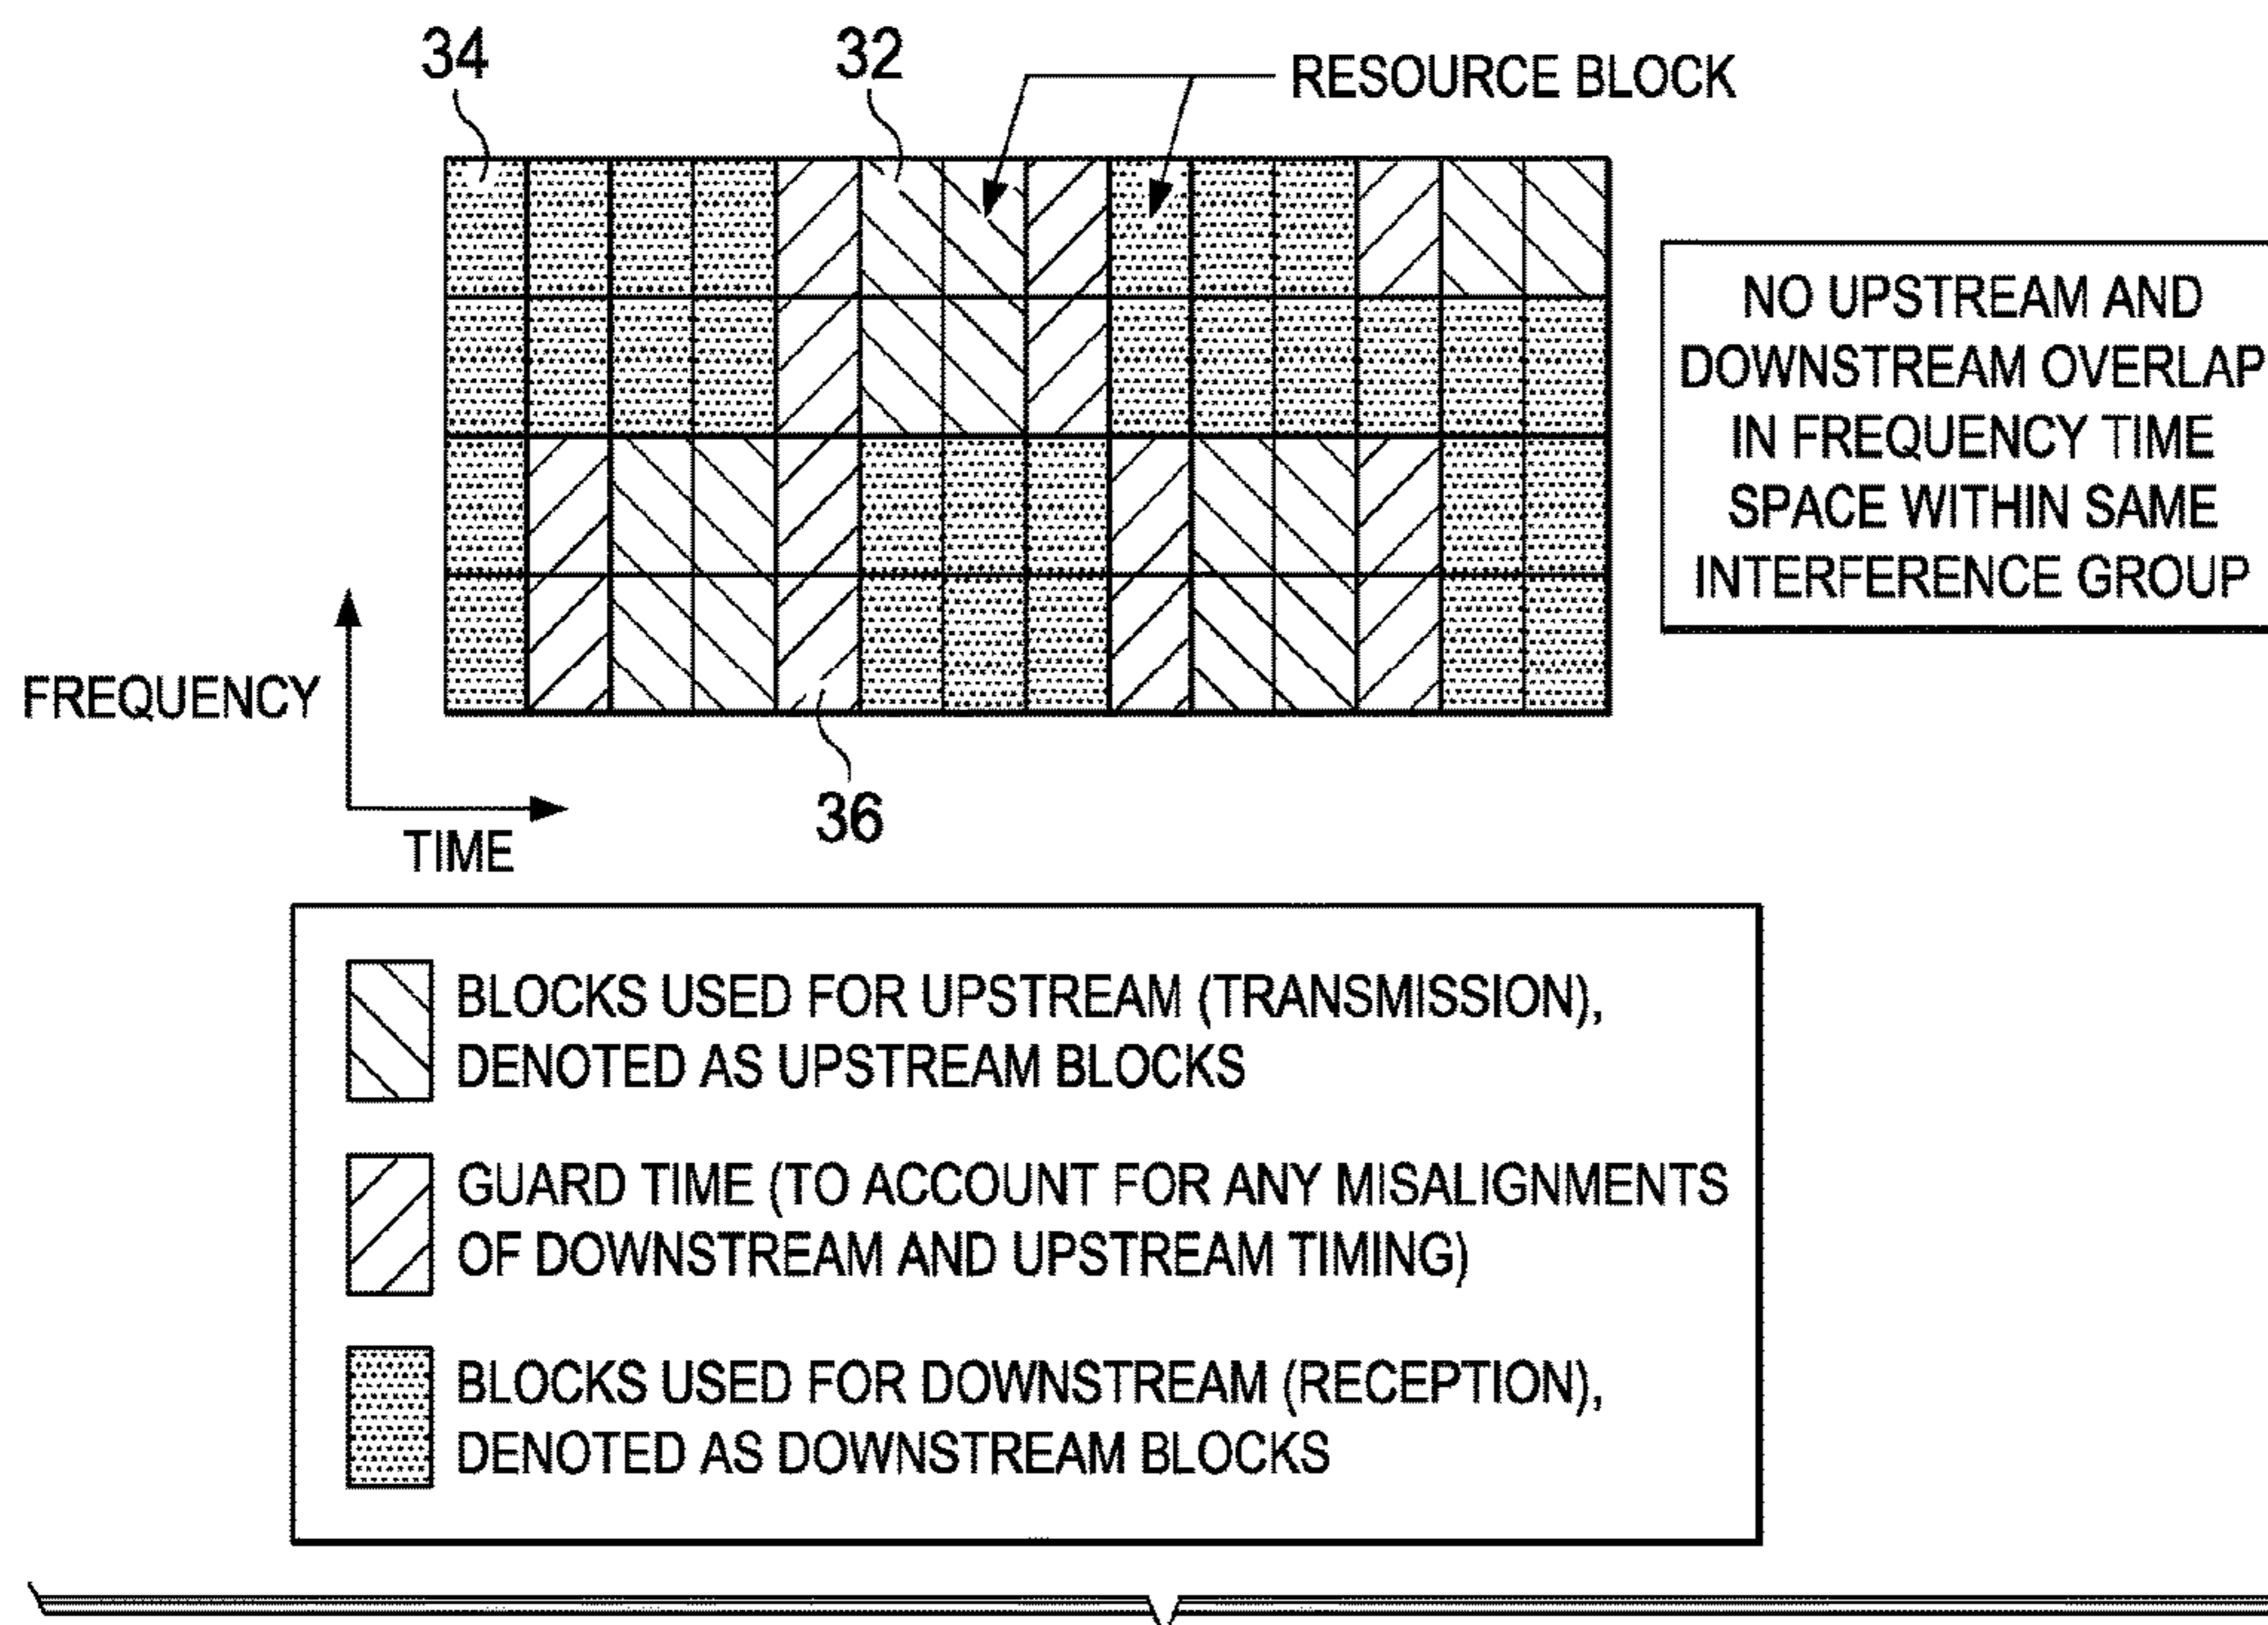 34
32
RESOURCE BLOCK
NO UPSTREAM AND
DOWNSTREAM OVERLAP
IN FREQUENCY TIME
SPACE WITHIN SAME
INTERFERENCE GROUP
FREQUENCY
TIME
36
BLOCKS USED FOR UPSTREAM (TRANSMISSION),
DENOTED AS UPSTREAM BLOCKS
GUARD TIME (TO ACCOUNT FOR ANY MISALIGNMENTS
OF DOWNSTREAM AND UPSTREAM TIMING)
BLOCKS USED FOR DOWNSTREAM (RECEPTION),
DENOTED AS DOWNSTREAM BLOCKS